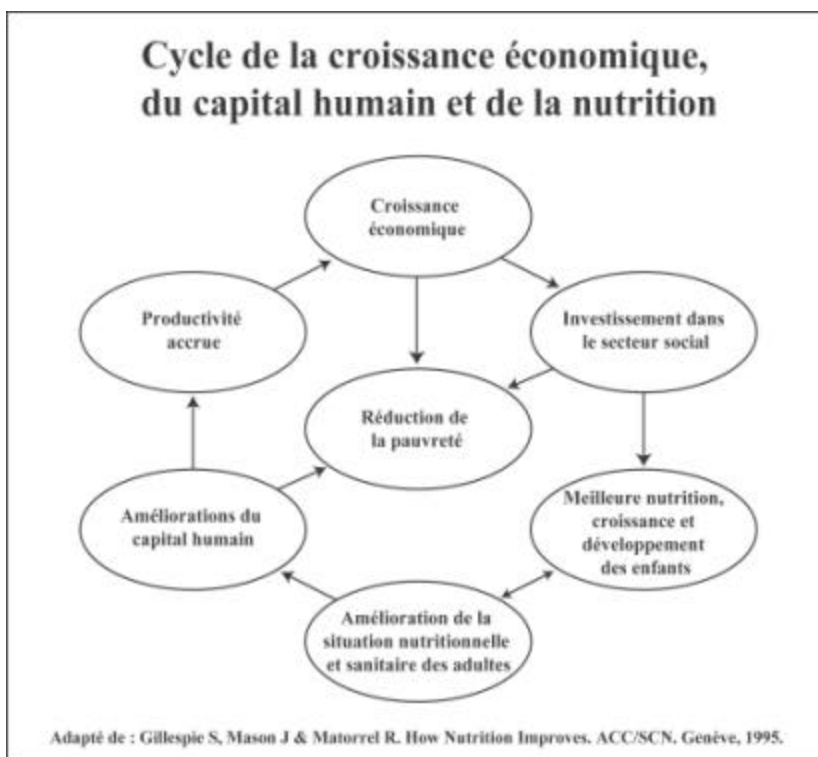 Cycle de la croissance économique,
du capital humain et de la nutrition
Croissance
économique
Productivité
accrue
Investissement dans
le secteur social
Réduction de
la pauvreté
Améliorations du
capital humain
Meilleure nutrition,
croissance et
développement
des enfants
Amélioration de la
situation nutritionnelle
et sanitaire des adultes
Adapté de : Gillespie S, Mason J & Matorrel R. How Nutrition Improves. ACC/SCN. Genève, 1995.